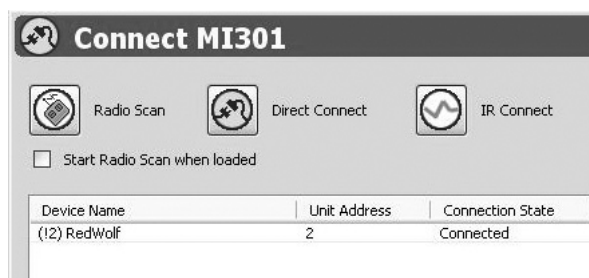 Connect MI301
Radio Scan Direct Connect IR Connect
Start Radio Scan when loaded
Device Name Unit Address Connection State
(!2) RedWolf 2 Connected